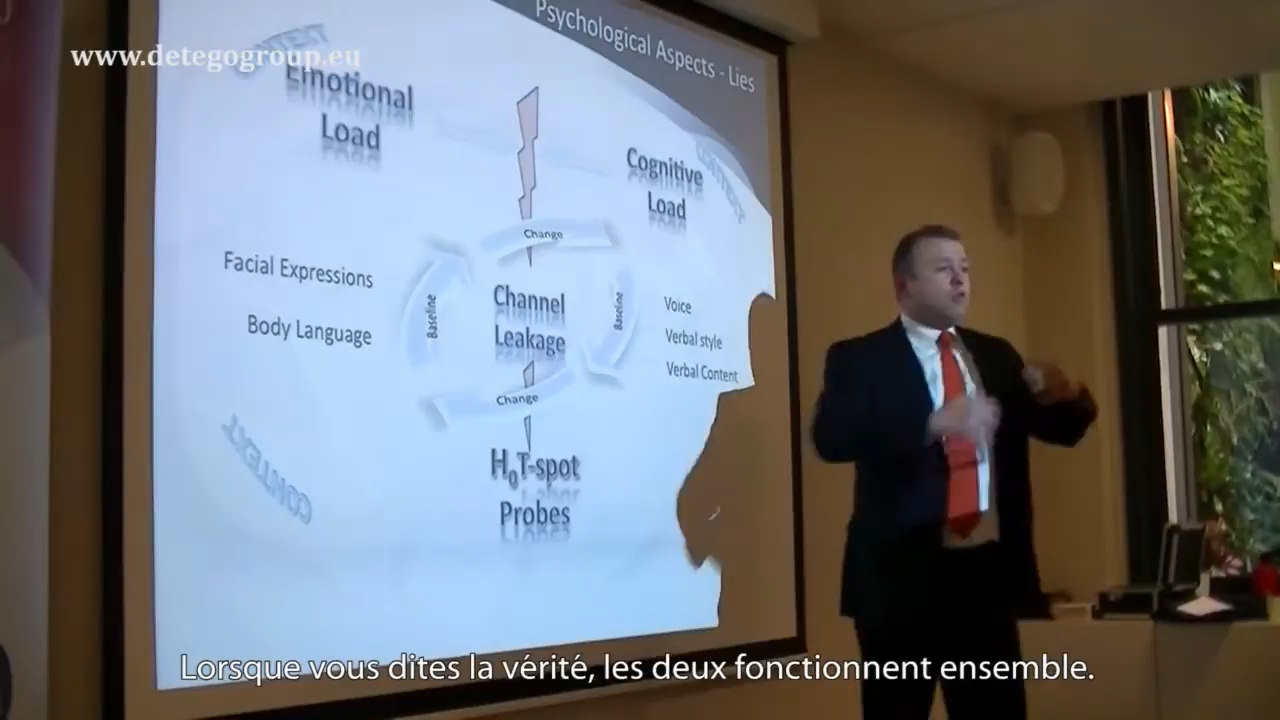 www.detegogroup.eu
Psychological Aspects - Lies
Emotional
Load
Cognitive
Load
Change
Facial Expressions
Body Language
Baseline
Channel
Leakage
Baseline
Voice
Verbal style
Verbal Content
Change
CONTEXT
H0T-spot
Probes
Lorsque vous dites la vérité, les deux fonctionnent ensemble.